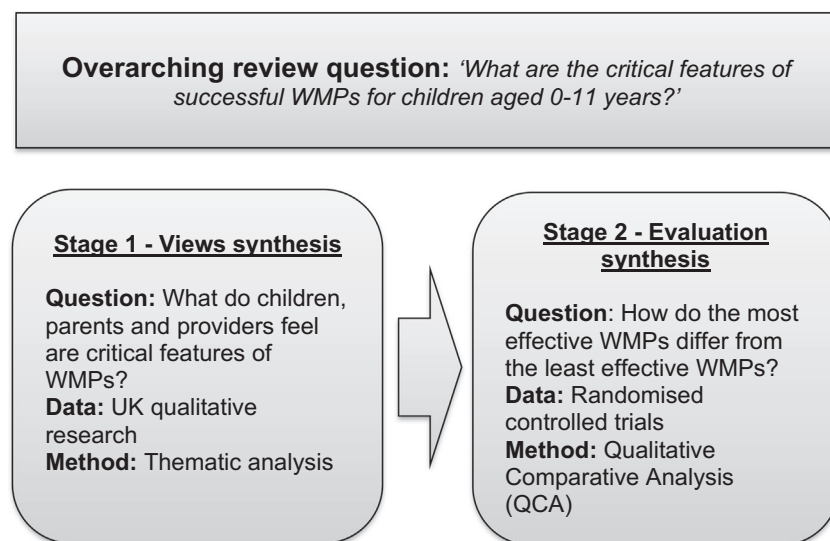 Overarching review question: ‘What are the critical features of
successful WMPs for children aged 0-11 years?’
Stage 1 - Views synthesis
Question: What do children,
parents and providers feel
are critical features of
WMPs?
Data: UK qualitative
research
Method: Thematic analysis
Stage 2 - Evaluation
synthesis
Question: How do the most
effective WMPs differ from
the least effective WMPs?
Data: Randomised
controlled trials
Method: Qualitative
Comparative Analysis
(QCA)